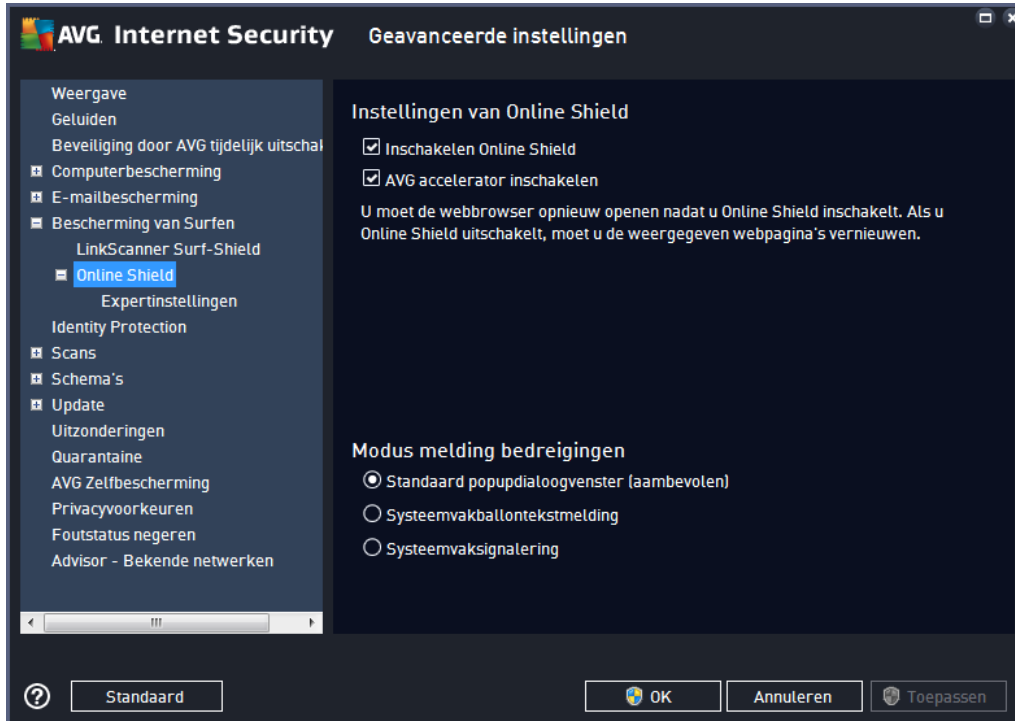 AVG. Internet Security Geavanceerde instellingen
Weergave
Geluiden
Beveiliging door AVG tijdelijk uitschak
Computerbescherming
E-mailbescherming
Bescherming van Surfen
LinkScanner Surf-Shield
Online Shield
Expertinstellingen
Identity Protection
Scans
Schema's
Update
Uitzonderingen
Quarantaine
AVG Zelfbescherming
Privacyvoorkeuren
Foutstatus negeren
Advisor - Bekende netwerken
Instellingen van Online Shield
Inschakelen Online Shield
AVG accelerator inschakelen
U moet de webbrowser opnieuw openen nadat u Online Shield inschakelt. Als u
Online Shield uitschakelt, moet u de weergegeven webpagina's vernieuwen.
Modus melding bedreigingen
Standaard popupdialoogvenster (aambevolen)
Systeemvakballontekstmelding
Systeemvaksignalering
? Standaard OK Annuleren Toepassen